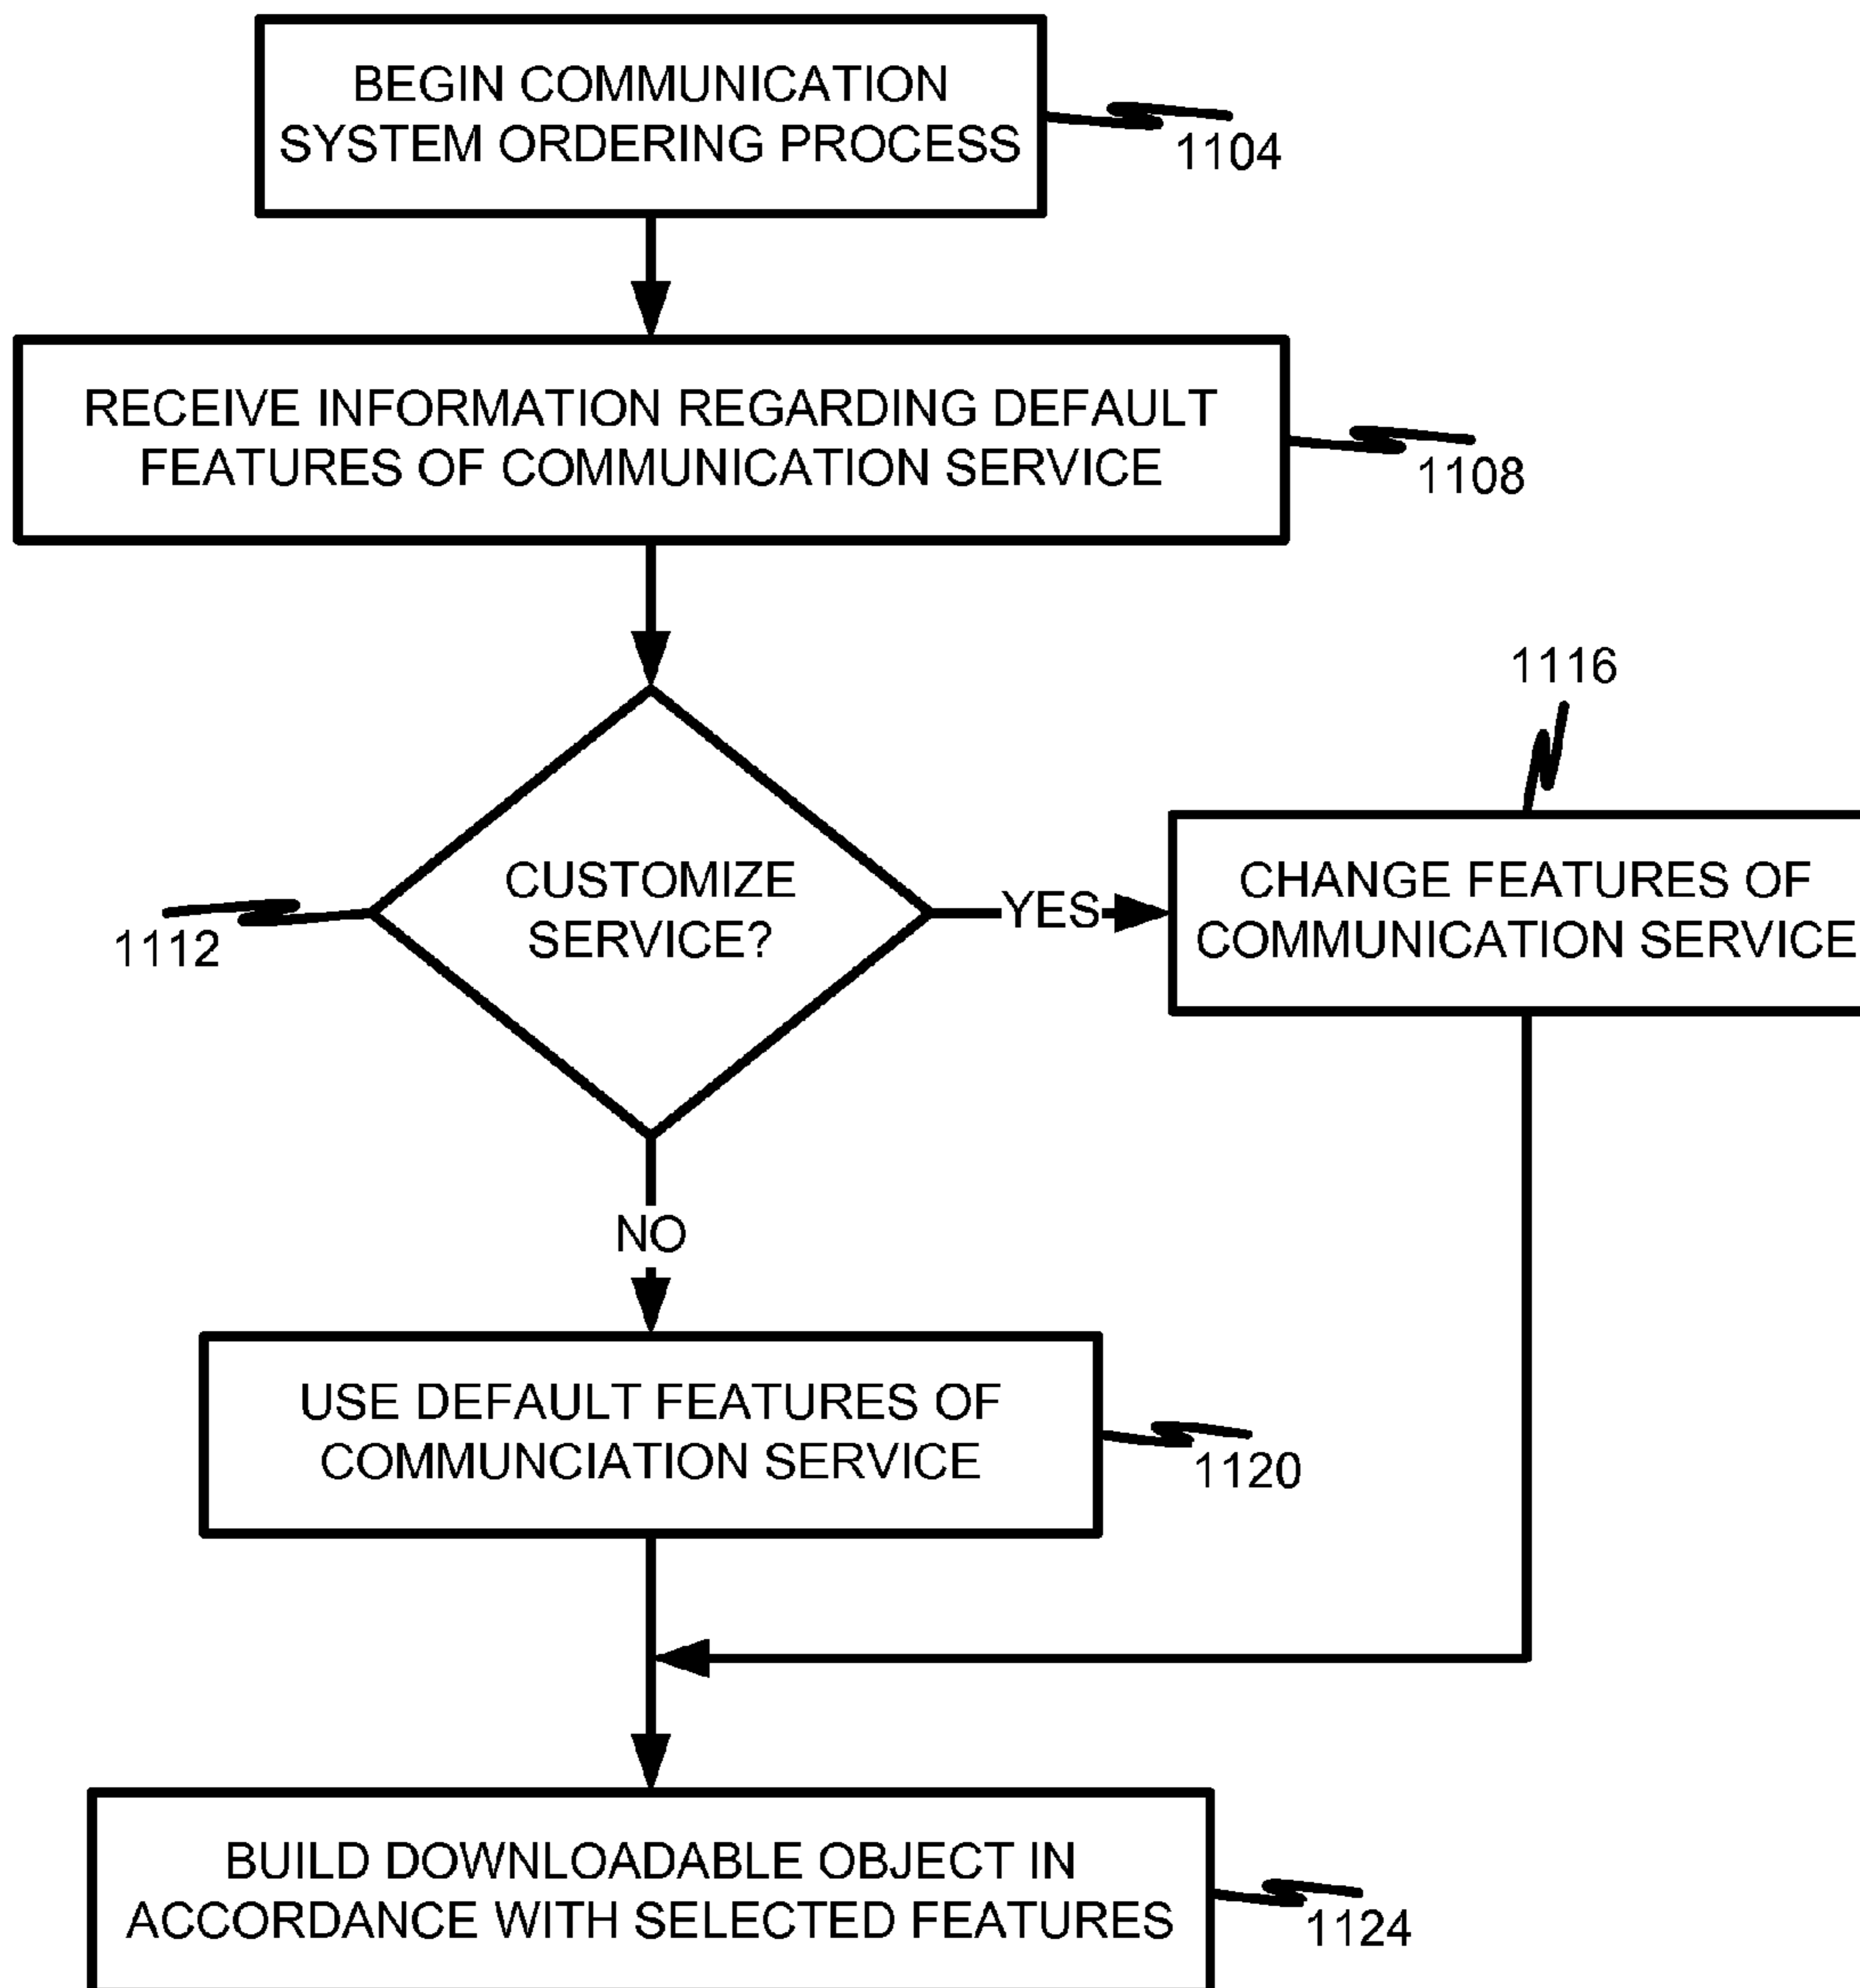 BEGIN COMMUNICATION
SYSTEM ORDERING PROCESS
1104
RECEIVE INFORMATION REGARDING DEFAULT
FEATURES OF COMMUNICATION SERVICE
1108
CUSTOMIZE
SERVICE?
1112
YES
1116
CHANGE FEATURES OF
COMMUNICATION SERVICE
NO
USE DEFAULT FEATURES OF
COMMUNCIATION SERVICE
1120
BUILD DOWNLOADABLE OBJECT IN
ACCORDANCE WITH SELECTED FEATURES
1124